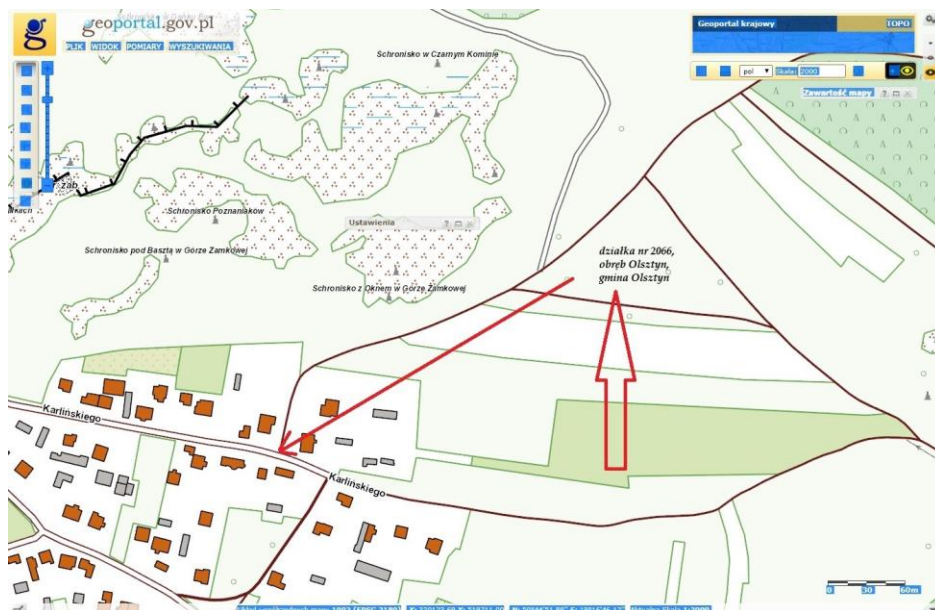 geoportal.gov.pl
PLIK WIDOK POMIARY WYSZUKIWANIA
Geoportal krajowy TOPO
pol Skala: 2000
Zawartość mapy
Schronisko w Czarnym Kominie
Schronisko Poznaniaków
Ustawienia
Schronisko pod Basztą w Górze Zamkowej
Schronisko z Oknem w Górze Zamkowej
działka nr 2066,
obręb Olsztyn,
gmina Olsztyn
Karlińskiego
Karlińskiego
0 30 60m